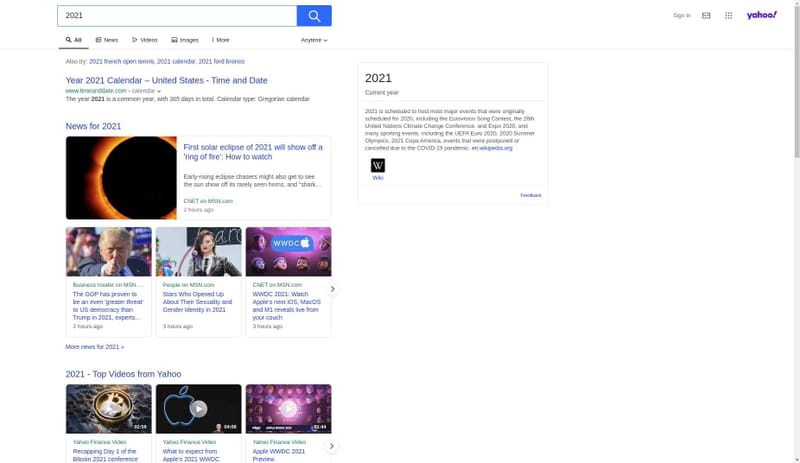 2021
Sign In
yahoo!
All
News
Videos
Images
More
Anytime
Also try: 2021 french open tennis, 2021 calendar, 2021 ford bronco
Year 2021 Calendar – United States - Time and Date
www.timeanddate.com › calendar
The year 2021 is a common year, with 365 days in total. Calendar type: Gregorian calendar
News for 2021
First solar eclipse of 2021 will show off a
'ring of fire': How to watch
Early-rising eclipse chasers might also get to see
the sun show off its rarely seen horns, and "shark...
CNET on MSN.com
2 hours ago
WWDC
Business Insider on MSN....
The GOP has proven to
be an even 'greater threat'
to US democracy than
Trump in 2021, experts...
2 hours ago
People on MSN.com
Stars Who Opened Up
About Their Sexuality and
Gender Identity in 2021
3 hours ago
CNET on MSN.com
WWDC 2021: Watch
Apple's next iOS, MacOS
and M1 reveals live from
your couch
3 hours ago
More news for 2021 »
2021 - Top Videos from Yahoo
02:59
04:08
01:44
Yahoo Finance Video
Recapping Day 1 of the
Bitcoin 2021 conference
Yahoo Finance Video
What to expect from
Apple's 2021 WWDC
Yahoo Finance Video
Apple WWDC 2021
Preview
2021
Current year
2021 is scheduled to host most major events that were originally
scheduled for 2020, including the Eurovision Song Contest, the 26th
United Nations Climate Change Conference, and Expo 2020, and
many sporting events, including the UEFA Euro 2020, 2020 Summer
Olympics, 2021 Copa America, events that were postponed or
cancelled due to the COVID-19 pandemic. en.wikipedia.org
W
Wiki
Feedback